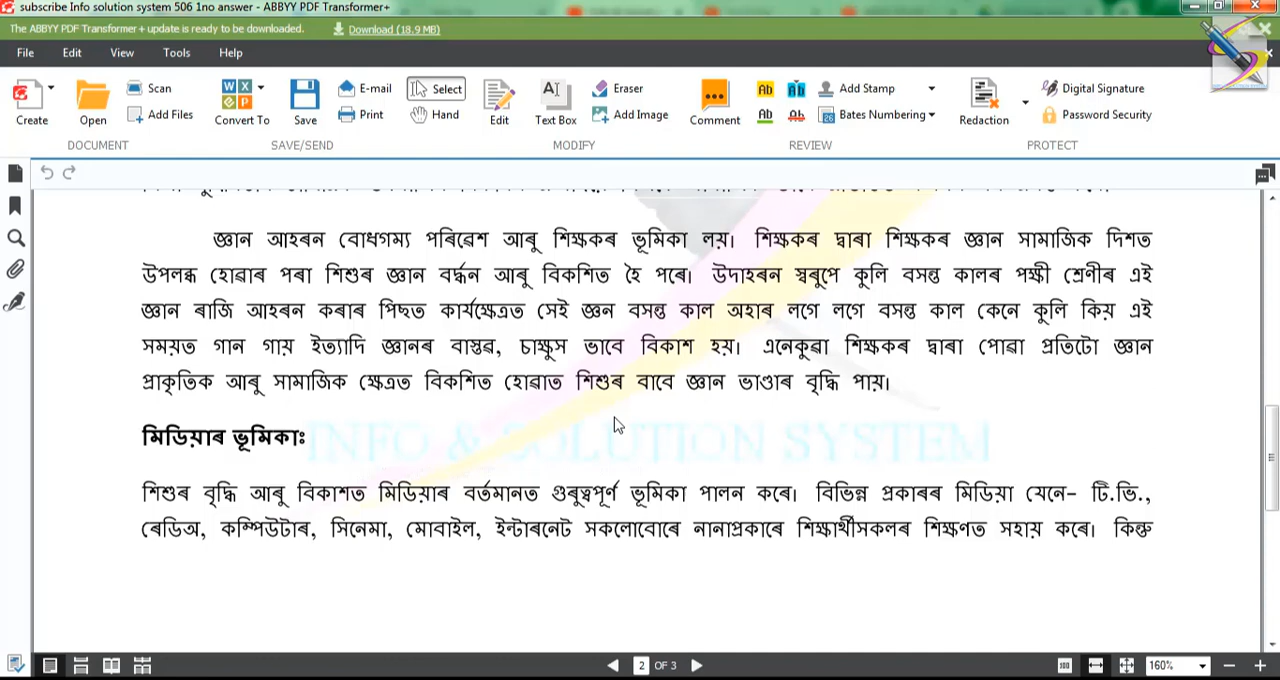 subscribe Info solution system 506 1no answer - ABBYY PDF Transformer+
The ABBYY PDF Transformer+ update is ready to be downloaded. Download (18.9 MB)
File Edit View Tools Help
Create Open Scan Add Files Convert To Save E-mail Print Select Hand Edit Text Box Eraser Add Image Comment Add Stamp Bates Numbering Redaction Digital Signature Password Security
DOCUMENT SAVE/SEND MODIFY REVIEW PROTECT
জ্ঞান আহৰন বোধগম্য পৰিৱেশ আৰু শিক্ষকৰ ভূমিকা লয়। শিক্ষকৰ দ্বাৰা শিক্ষকৰ জ্ঞান সামাজিক দিশত
উপলব্ধ হোৱাৰ পৰা শিশুৰ জ্ঞান বৰ্দ্ধন আৰু বিকশিত হৈ পৰে। উদাহৰন স্বৰুপে কুলি বসন্ত কালৰ পক্ষী শ্ৰেণীৰ এই
জ্ঞান ৰাজি আহৰন কৰাৰ পিছত কাৰ্যক্ষেত্ৰত সেই জ্ঞন বসন্ত কাল অহাৰ লগে লগে বসন্ত কাল কেনে কুলি কিয় এই
সময়ত গান গায় ইত্যাদি জ্ঞানৰ বাস্তৱ, চাক্ষুস ভাবে বিকাশ হয়। এনেকুৱা শিক্ষকৰ দ্বাৰা পোৱা প্ৰতিটো জ্ঞান
প্ৰাকৃতিক আৰু সামাজিক ক্ষেত্ৰত বিকশিত হোৱাত শিশুৰ বাবে জ্ঞান ভাণ্ডাৰ বৃদ্ধি পায়।
মিডিয়াৰ ভূমিকাঃ
INFO & SOLUTION SYSTEM
শিশুৰ বৃদ্ধি আৰু বিকাশত মিডিয়াৰ বৰ্তমানত গুৰুত্বপূৰ্ণ ভূমিকা পালন কৰে। বিভিন্ন প্ৰকাৰৰ মিডিয়া যেনে– টি.ভি.,
ৰেডিঅ, কম্পিউটাৰ, সিনেমা, মোবাইল, ইন্টাৰনেট সকলোবোৰে নানাপ্ৰকাৰে শিক্ষাৰ্থীসকলৰ শিক্ষণত সহায় কৰে। কিন্তু
2 OF 3 160%